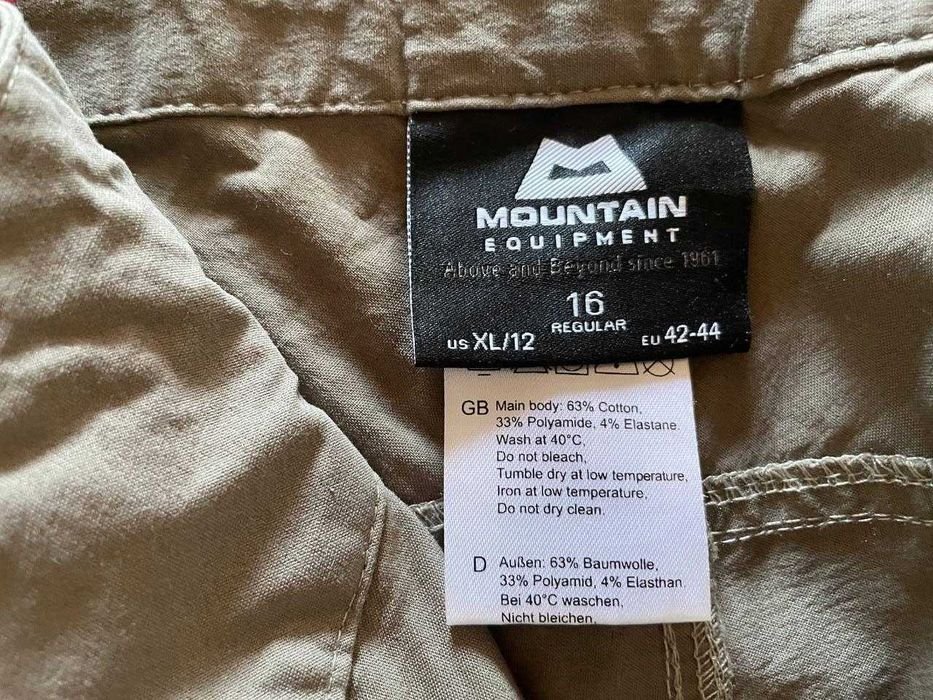 MOUNTAIN
EQUIPMENT
Above and Beyond since 1961
16
REGULAR
US XL/12 EU 42-44
GB Main body: 63% Cotton,
33% Polyamide, 4% Elastane.
Wash at 40°C,
Do not bleach,
Tumble dry at low temperature,
Iron at low temperature,
Do not dry clean.
D Außen: 63% Baumwolle,
33% Polyamid, 4% Elasthan.
Bei 40°C waschen,
Nicht bleichen,